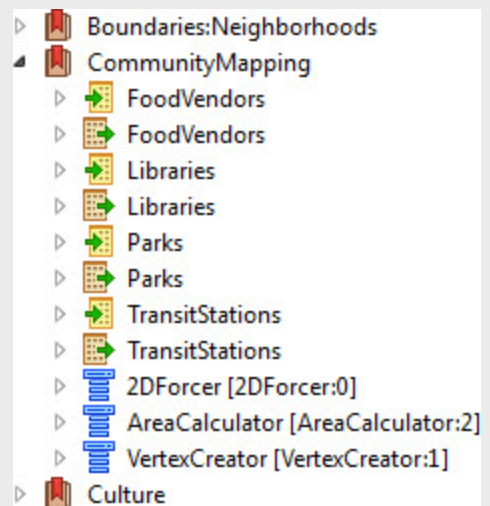 Boundaries:Neighborhoods
CommunityMapping
FoodVendors
FoodVendors
Libraries
Libraries
Parks
Parks
TransitStations
TransitStations
2DForcer [2DForcer:0]
AreaCalculator [AreaCalculator:2]
VertexCreator [VertexCreator:1]
Culture